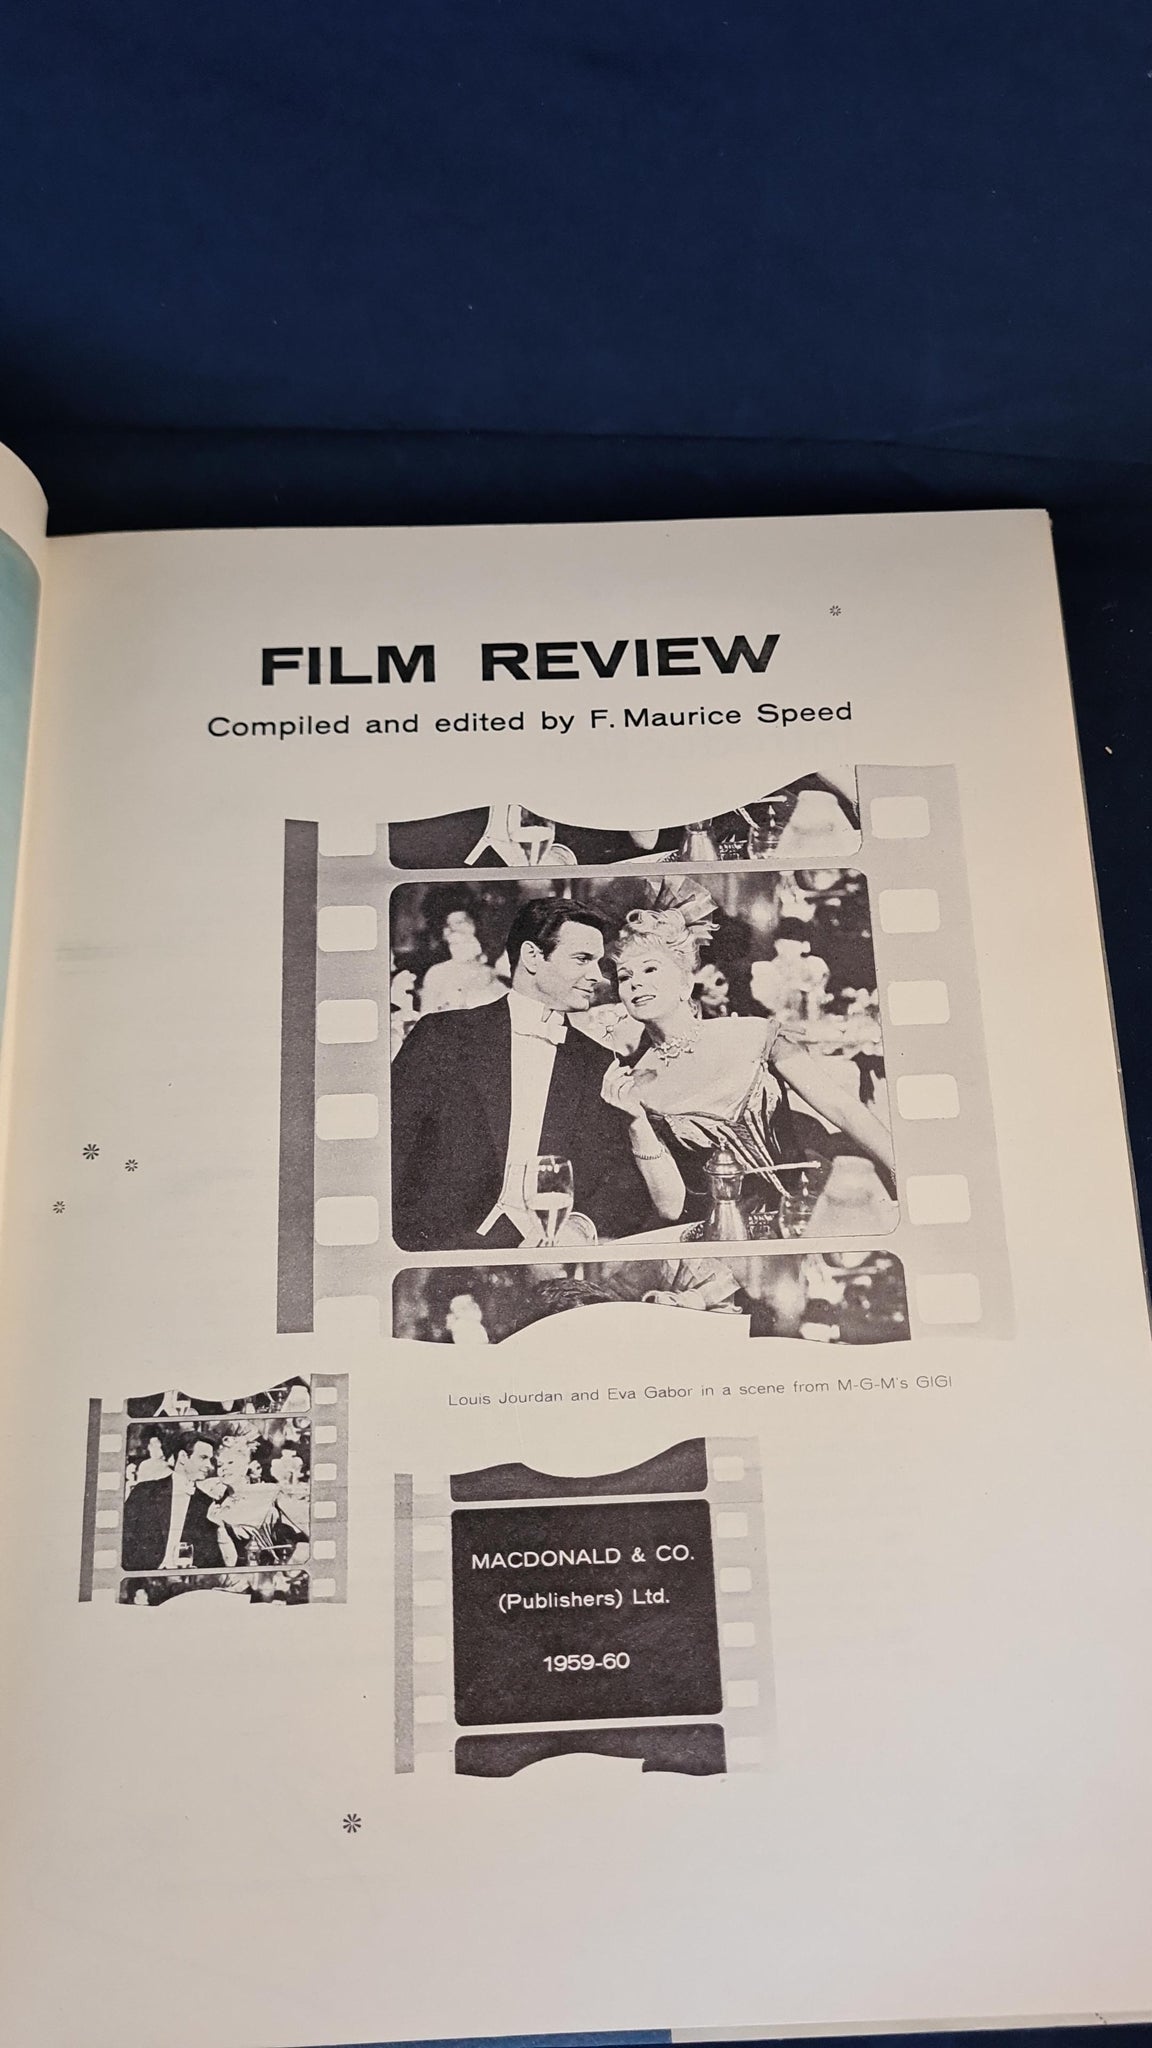 FILM REVIEW
Compiled and edited by F. Maurice Speed
Louis Jourdan and Eva Gabor in a scene from M-G-M's GIGI
MACDONALD & CO.
(Publishers) Ltd.
1959-60